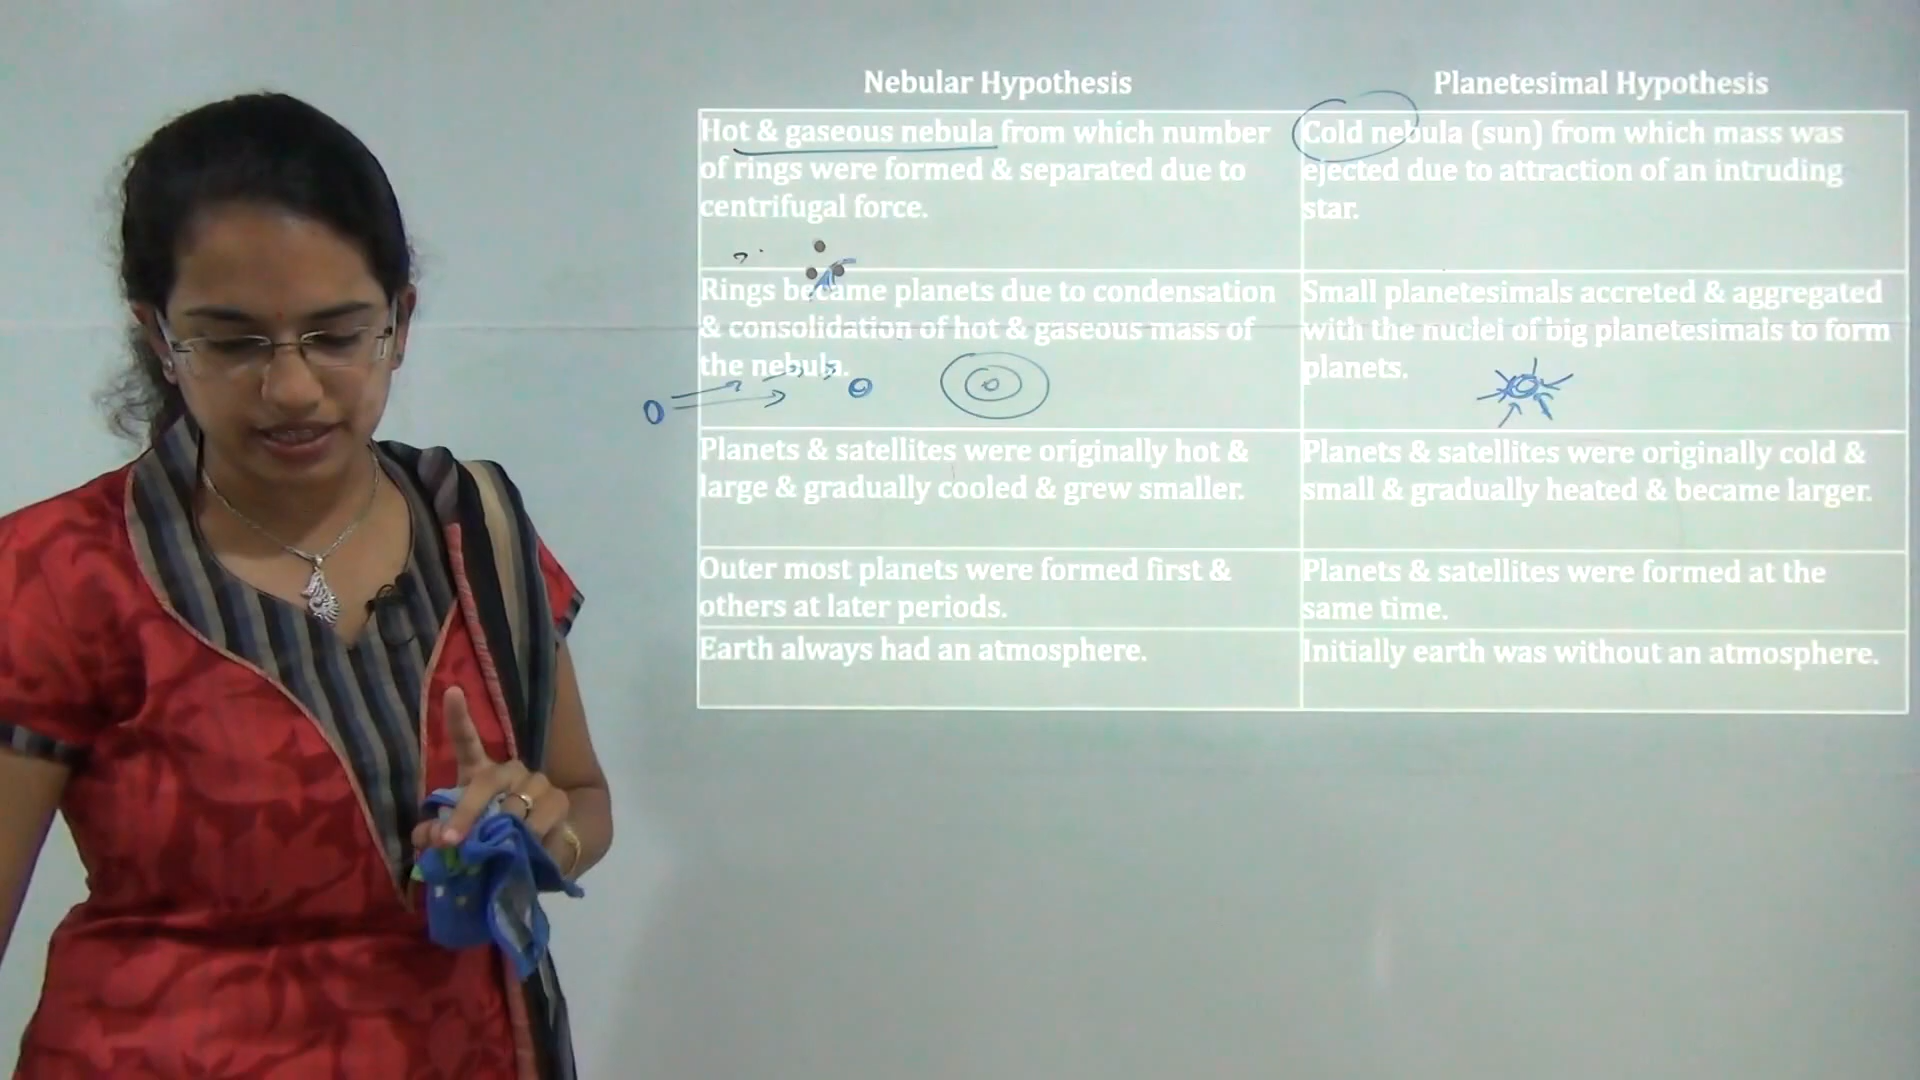 Nebular Hypothesis
Planetesimal Hypothesis
Hot & gaseous nebula from which number
of rings were formed & separated due to
centrifugal force.
Cold nebula (sun) from which mass was
ejected due to attraction of an intruding
star.
Rings became planets due to condensation
& consolidation of hot & gaseous mass of
the nebula.
Small planetesimals accreted & aggregated
with the nuclei of big planetesimals to form
planets.
Planets & satellites were originally hot &
large & gradually cooled & grew smaller.
Planets & satellites were originally cold &
small & gradually heated & became larger.
Outer most planets were formed first &
others at later periods.
Planets & satellites were formed at the
same time.
Earth always had an atmosphere.
Initially earth was without an atmosphere.